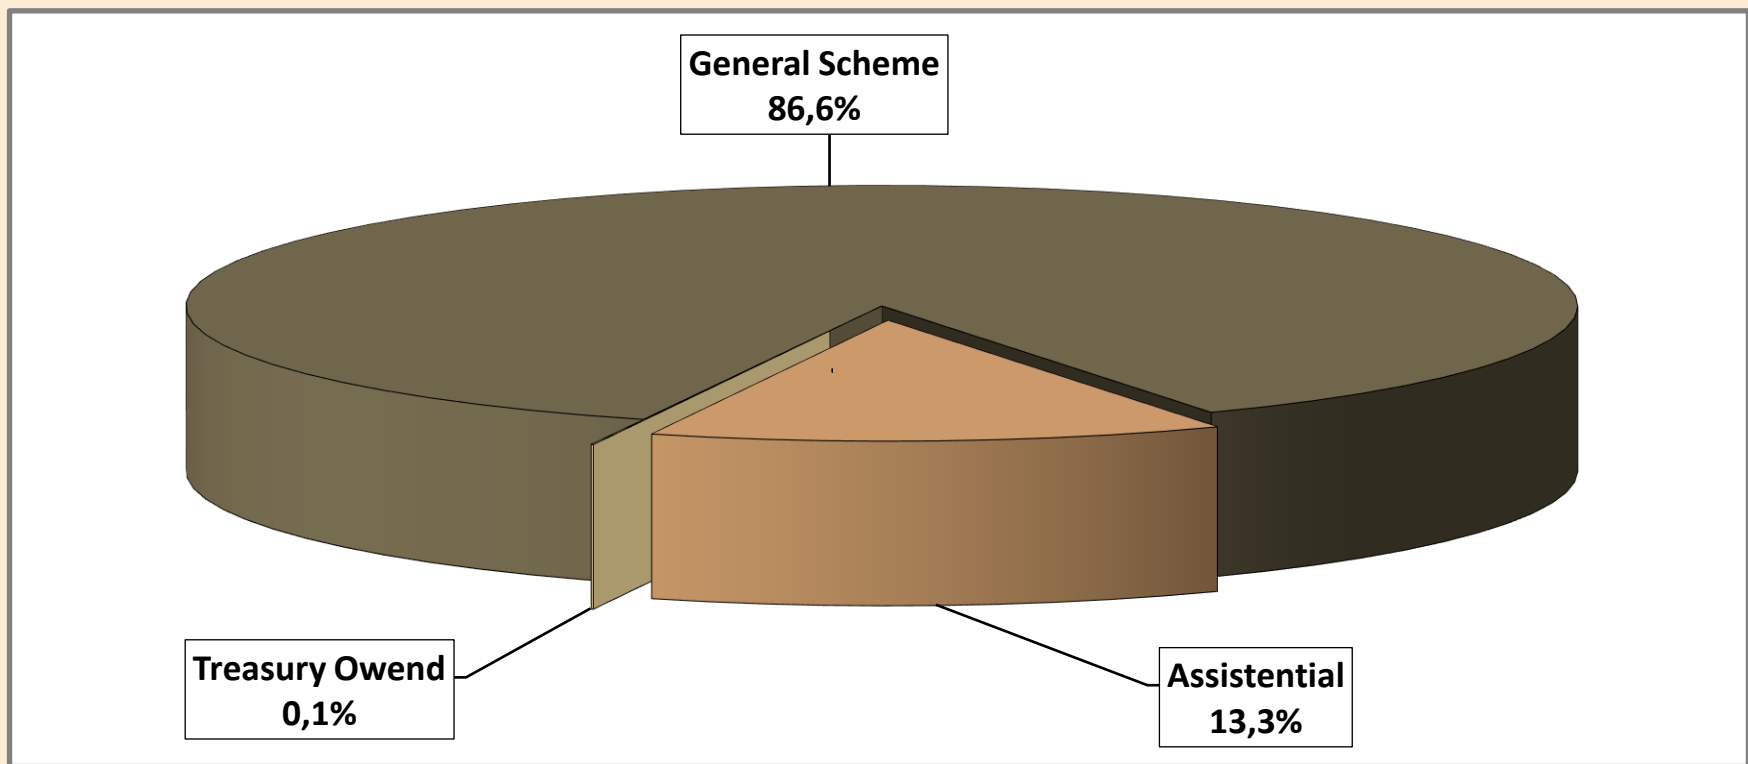 General Scheme
86,6%
Treasury Owend
0,1%
Assistential
13,3%